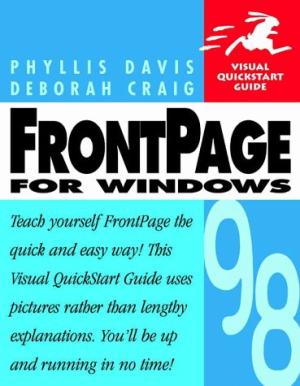 PHYLLIS DAVIS
DEBORAH CRAIG
VISUAL
QUICKSTART
GUIDE
FRONTPAGE
FOR WINDOWS
98
Teach yourself FrontPage the
quick and easy way! This
Visual QuickStart Guide uses
pictures rather than lengthy
explanations. You'll be up
and running in no time!